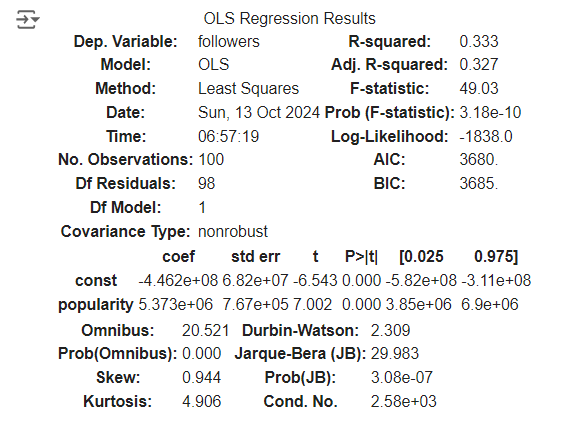 OLS Regression Results
Dep. Variable: followers R-squared: 0.333
Model: OLS Adj. R-squared: 0.327
Method: Least Squares F-statistic: 49.03
Date: Sun, 13 Oct 2024 Prob (F-statistic): 3.18e-10
Time: 06:57:19 Log-Likelihood: -1838.0
No. Observations: 100 AIC: 3680.
Df Residuals: 98 BIC: 3685.
Df Model: 1
Covariance Type: nonrobust
coef std err t P>|t| [0.025 0.975]
const -4.462e+08 6.82e+07 -6.543 0.000 -5.82e+08 -3.11e+08
popularity 5.373e+06 7.67e+05 7.002 0.000 3.85e+06 6.9e+06
Omnibus: 20.521 Durbin-Watson: 2.309
Prob(Omnibus): 0.000 Jarque-Bera (JB): 29.983
Skew: 0.944 Prob(JB): 3.08e-07
Kurtosis: 4.906 Cond. No. 2.58e+03